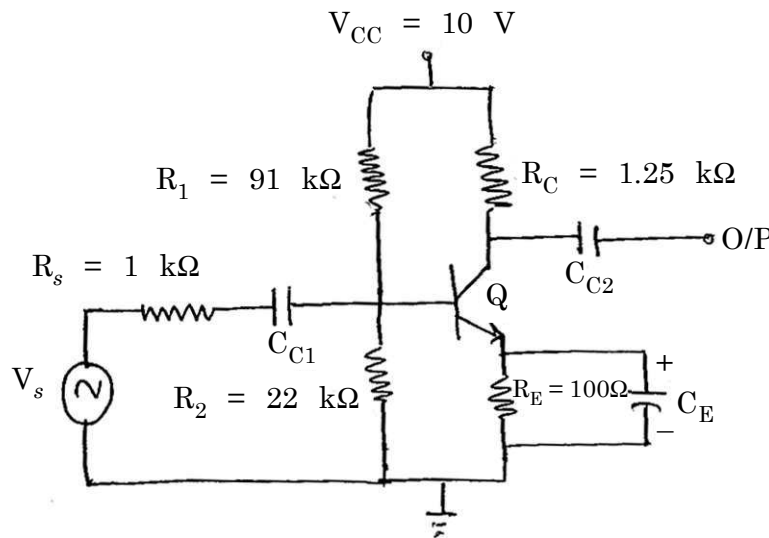 V_CC = 10 V
R_1 = 91 kΩ
R_C = 1.25 kΩ
O/P
R_s = 1 kΩ
C_C2
Q
C_C1
V_s
R_2 = 22 kΩ
R_E = 100Ω
+
C_E
−